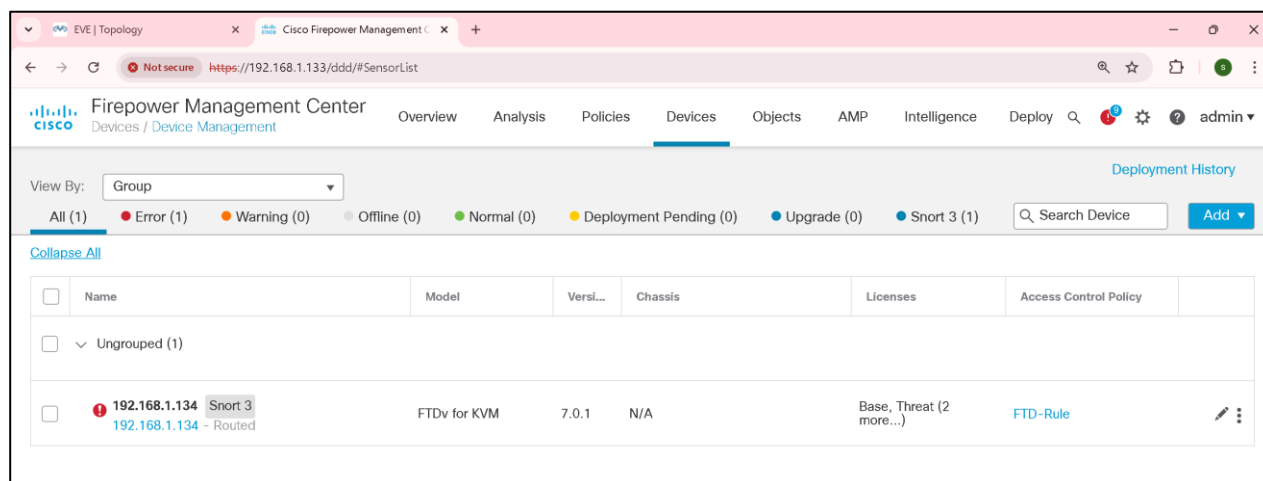 EVE | Topology
Cisco Firepower Management C
Not secure https://192.168.1.133/ddd/#SensorList
S
CISCO
Firepower Management Center
Devices / Device Management
Overview Analysis Policies Devices Objects AMP Intelligence Deploy 9 admin
Deployment History
View By: Group
All (1) Error (1) Warning (0) Offline (0) Normal (0) Deployment Pending (0) Upgrade (0) Snort 3 (1) Search Device Add
Collapse All
Name Model Versi... Chassis Licenses Access Control Policy
Ungrouped (1)
192.168.1.134 Snort 3
192.168.1.134 - Routed
FTDv for KVM 7.0.1 N/A
Base, Threat (2
more...)
FTD-Rule